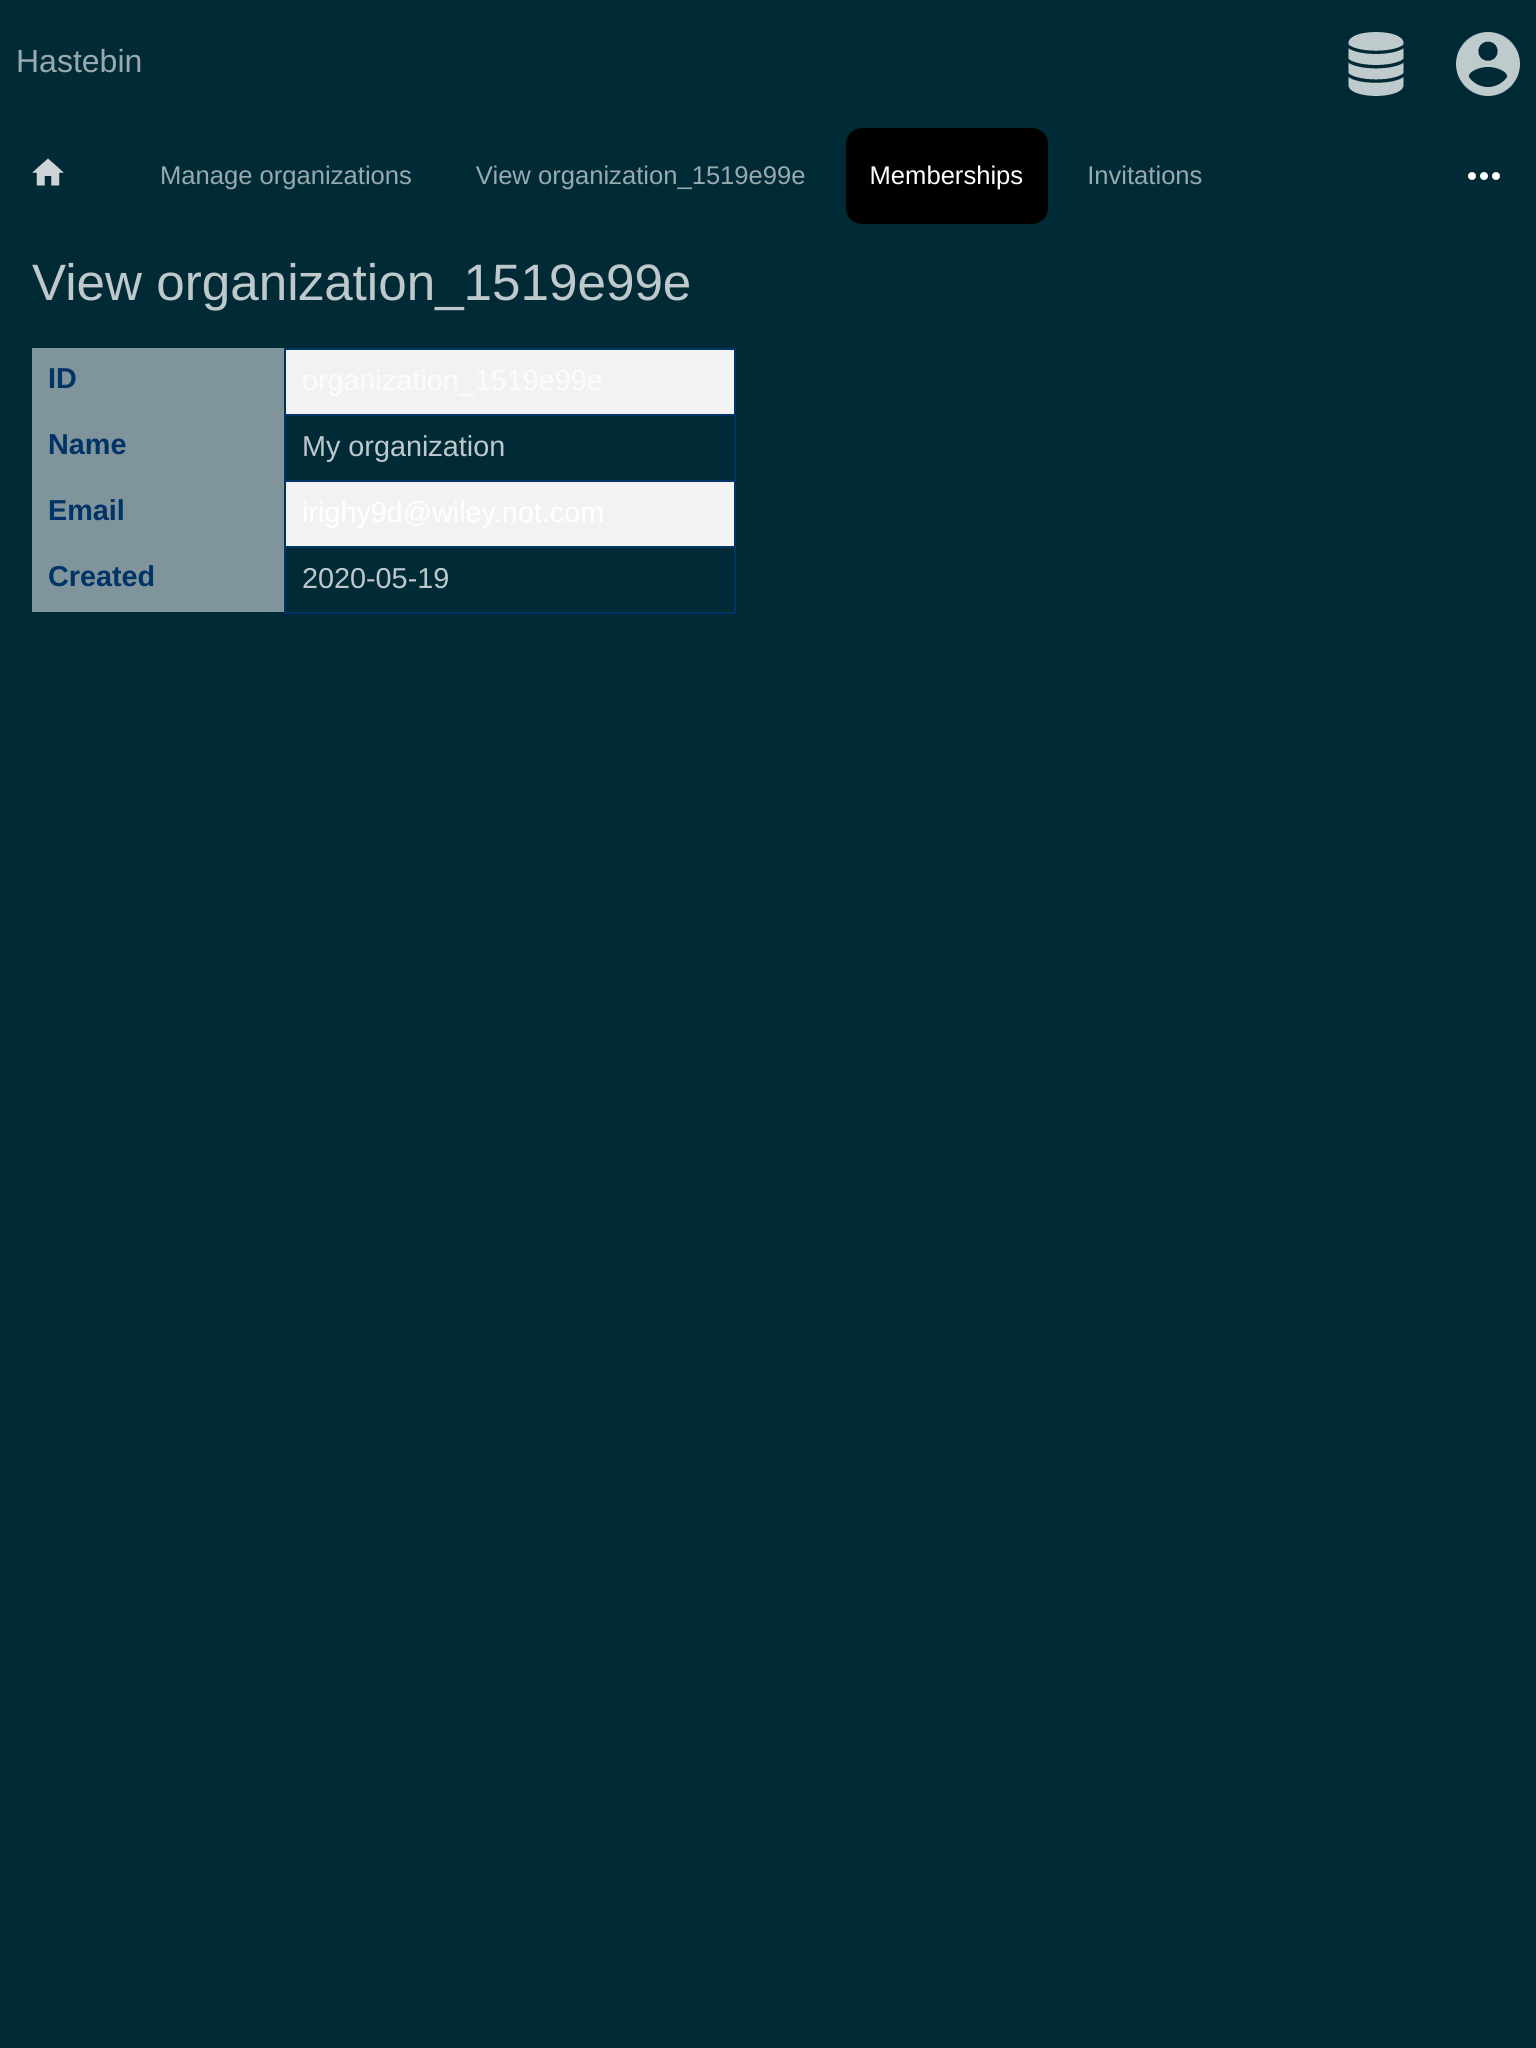 Hastebin
Manage organizations View organization_1519e99e Memberships Invitations
View organization_1519e99e
ID organization_1519e99e
Name My organization
Email irighy9d@wiley.not.com
Created 2020-05-19